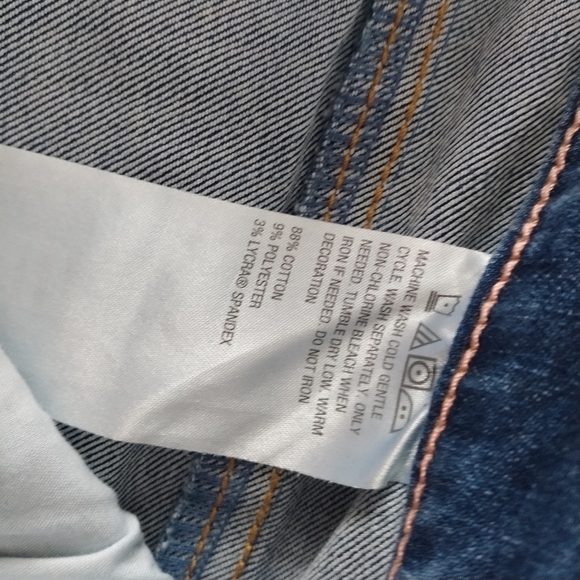 MACHINE WASH COLD GENTLE
CYCLE. WASH SEPARATELY. ONLY
NON-CHLORINE BLEACH WHEN
NEEDED. TUMBLE DRY LOW. WARM
IRON IF NEEDED. DO NOT IRON
DECORATION.
88% COTTON
9% POLYESTER
3% LYCRA® SPANDEX